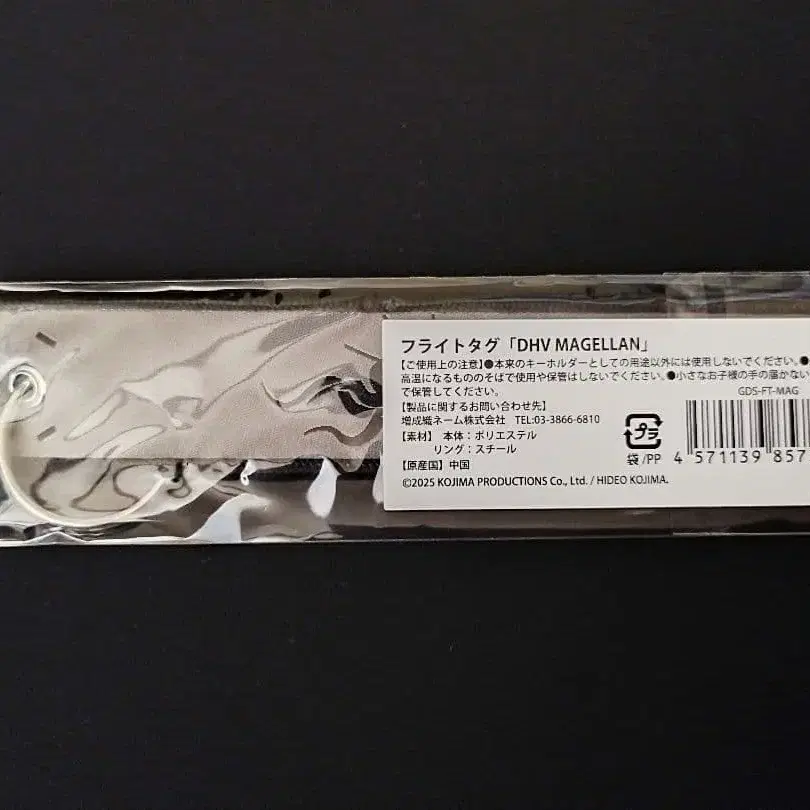 フライトタグ「DHV MAGELLAN」
【ご使用上の注意】●本来のキーホルダーとしての用途以外には使用しないでください。●
高温になるもののそばで使用や保管はしないでください。●小さなお子様の手の届かない
で保管してください。
GDS-FT-MAG
【製品に関するお問い合わせ先】
増成織ネーム株式会社 TEL:03-3866-6810
【素材】 本体：ポリエステル
リング：スチール
【原産国】中国
プラ
袋/PP
4 571139 857
©2025 KOJIMA PRODUCTIONS Co., Ltd. / HIDEO KOJIMA.